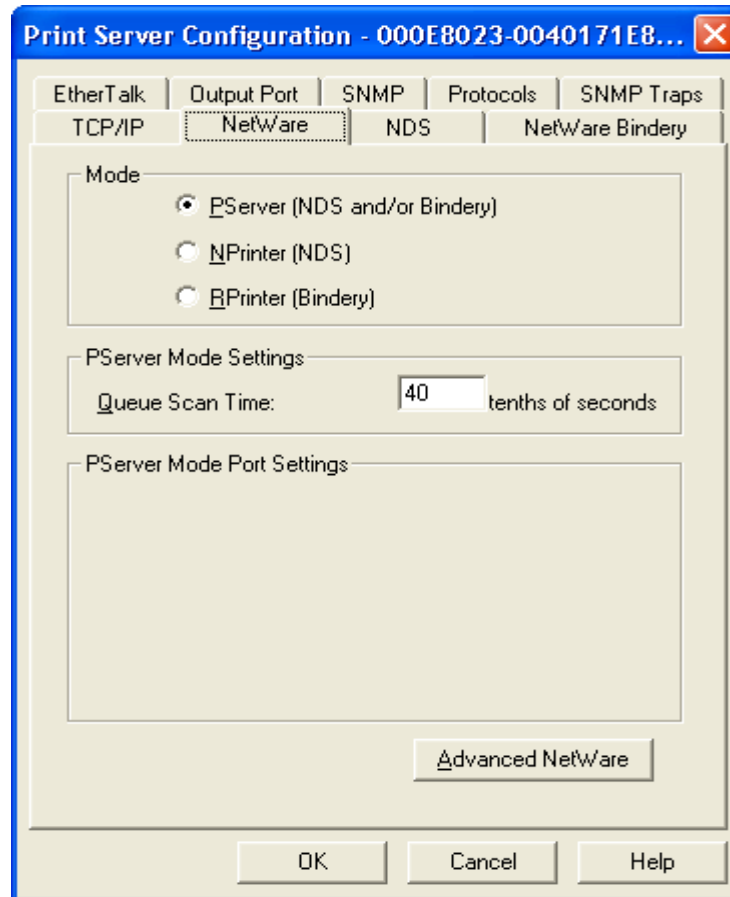 Print Server Configuration - 000E8023-0040171E8...
EtherTalk Output Port SNMP Protocols SNMP Traps
TCP/IP NetWare NDS NetWare Bindery
Mode
PServer (NDS and/or Bindery)
NPrinter (NDS)
RPrinter (Bindery)
PServer Mode Settings
Queue Scan Time: 40 tenths of seconds
PServer Mode Port Settings
Advanced NetWare
OK Cancel Help